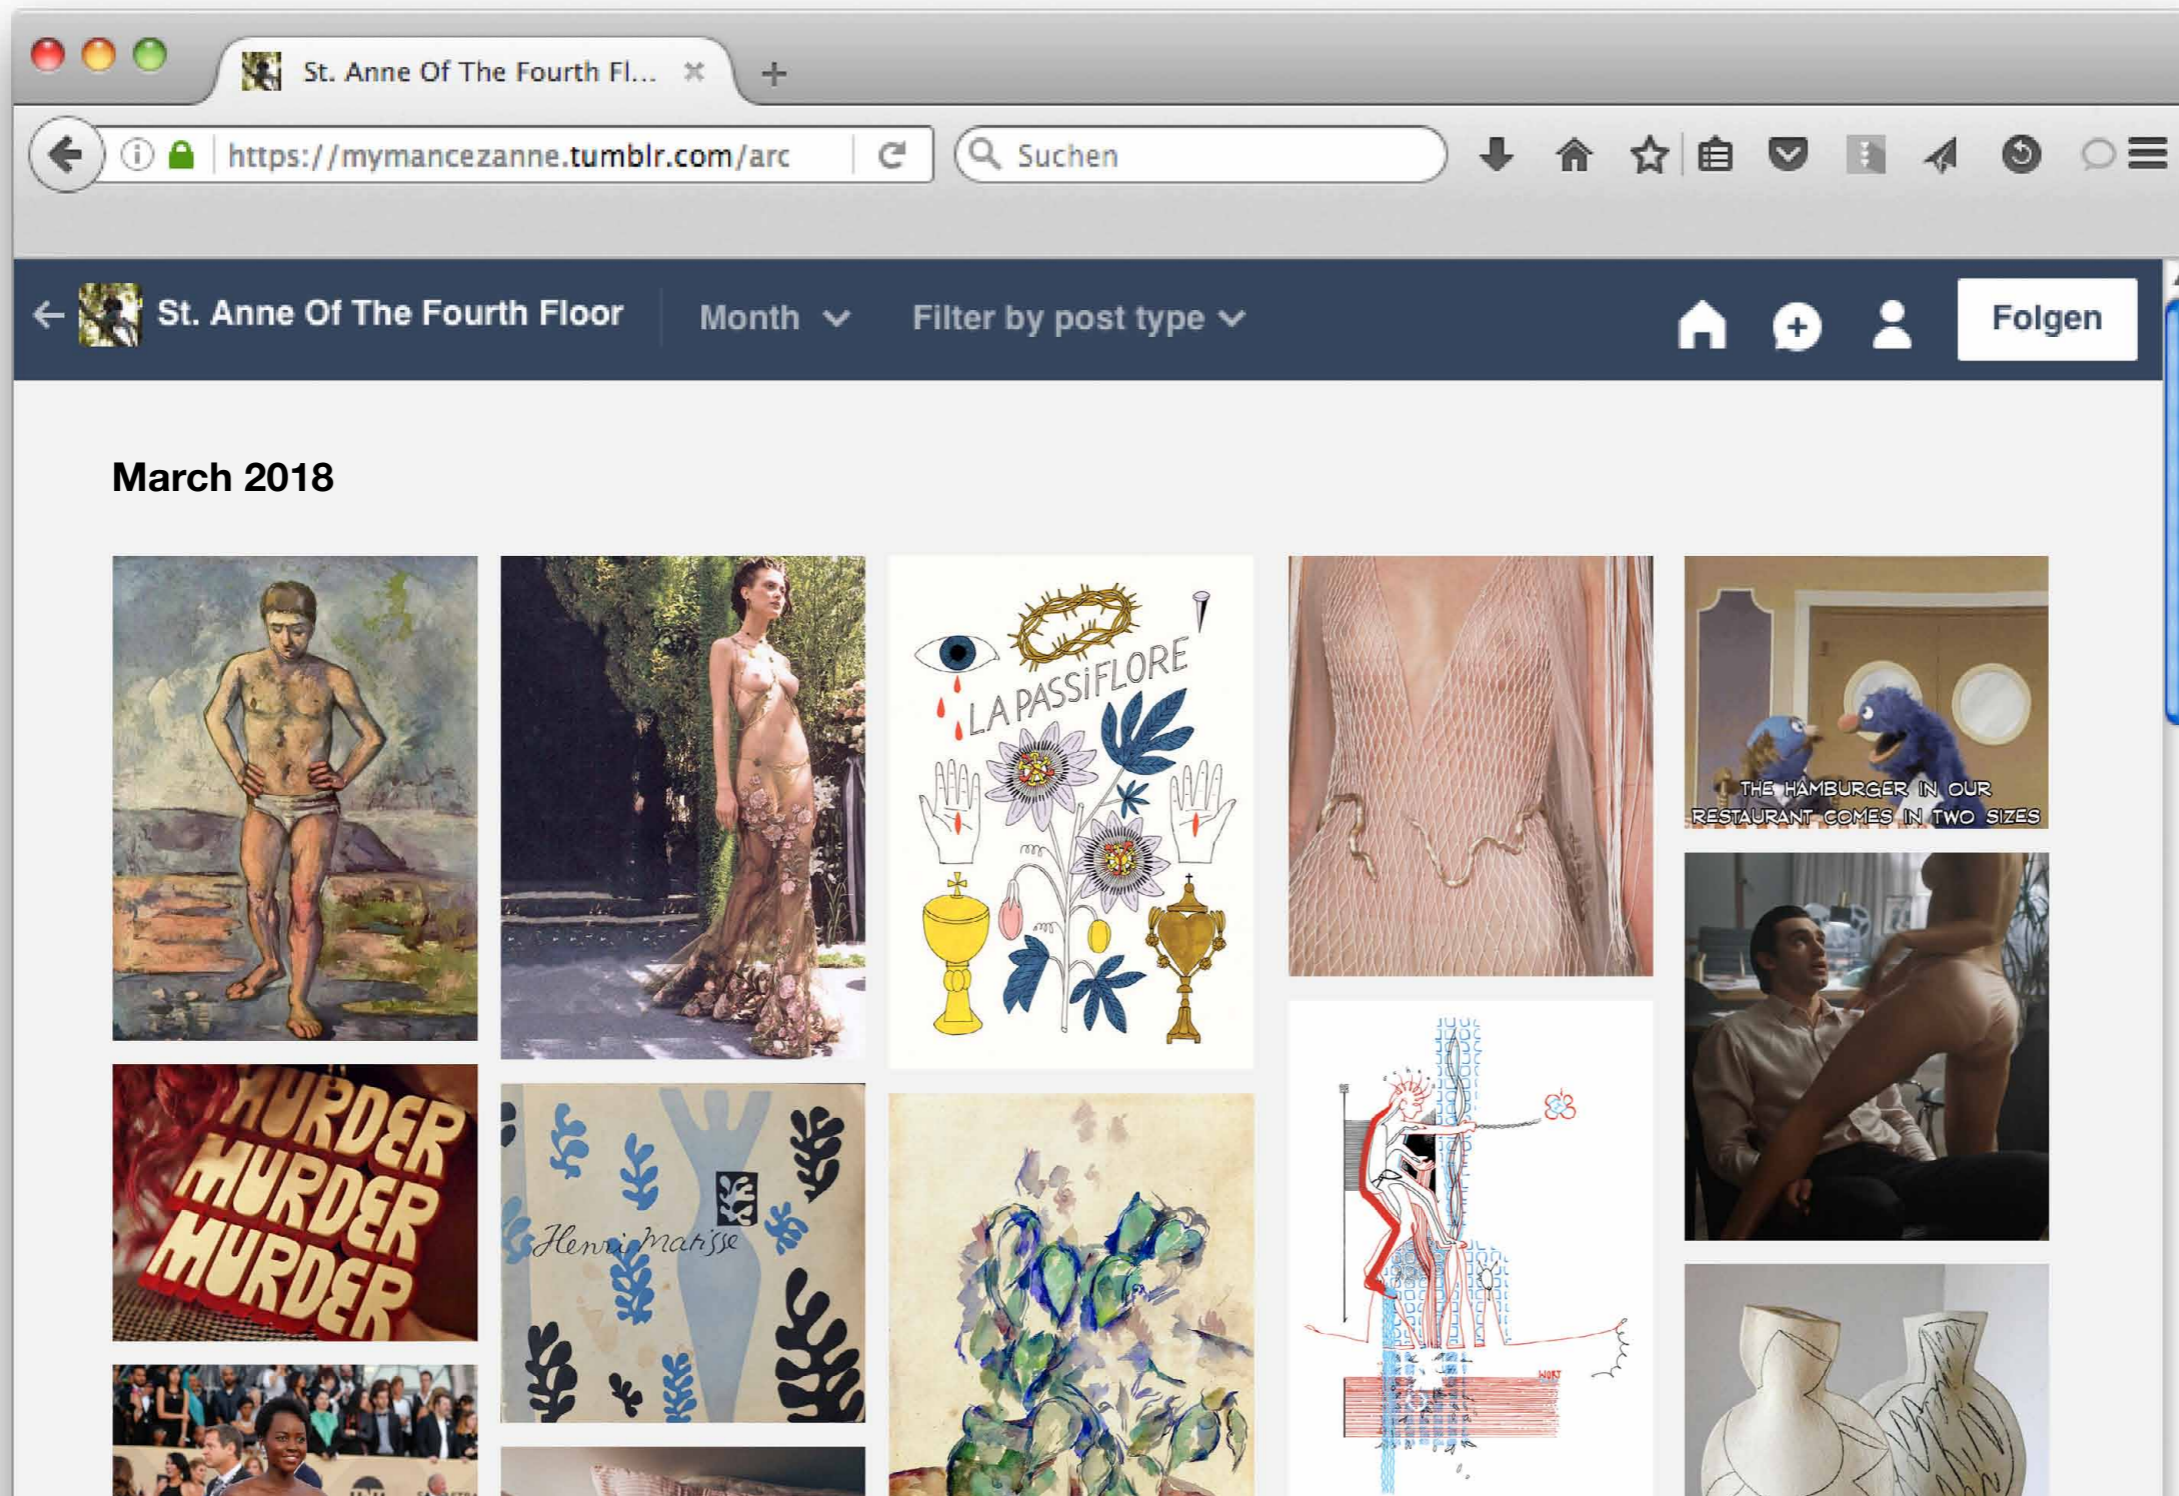 St. Anne Of The Fourth Fl...
https://mymancezanne.tumblr.com/arc
Suchen
St. Anne Of The Fourth Floor
Month
Filter by post type
Folgen
March 2018
LA PASSiFLORE
THE HAMBURGER IN OUR
RESTAURANT COMES IN TWO SIZES
MURDER
MURDER
MURDER
Henri Matisse
WORT